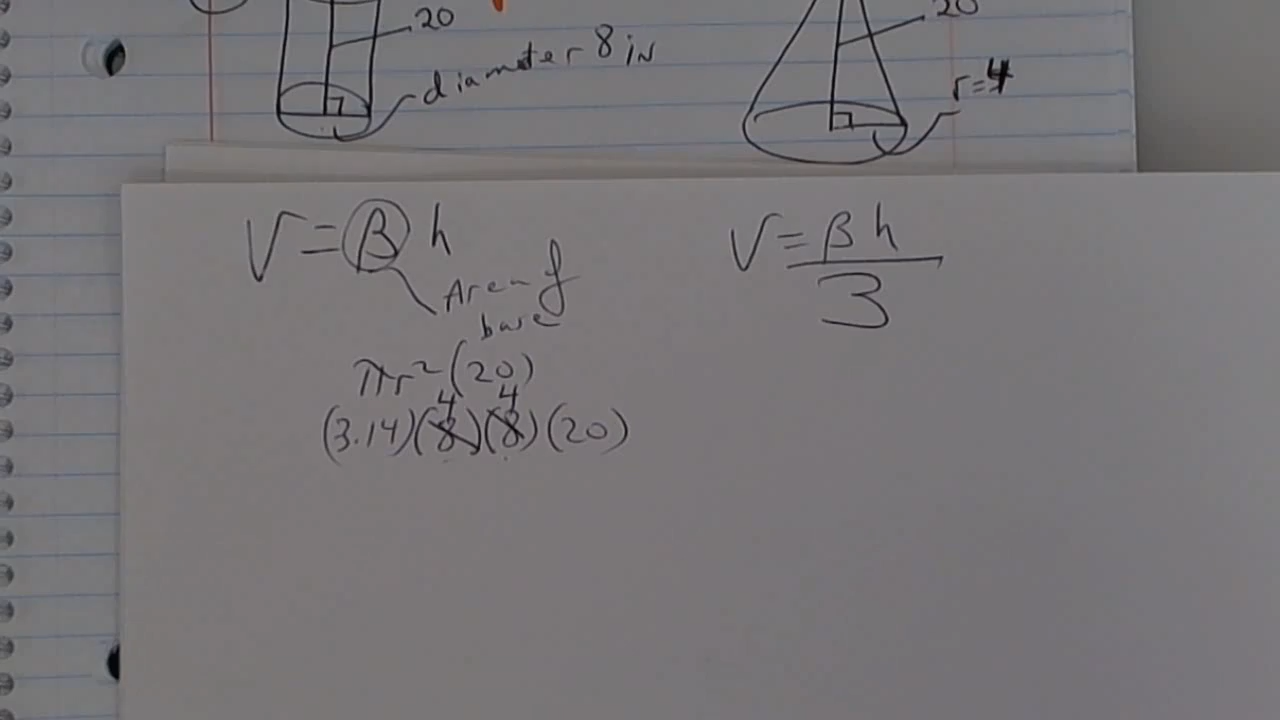 20
diameter 8 in
20
r=4
V=Bh
Area of
base
πr²(20)
4 4
(3.14)(8)(8)(20)
V=Bh
3